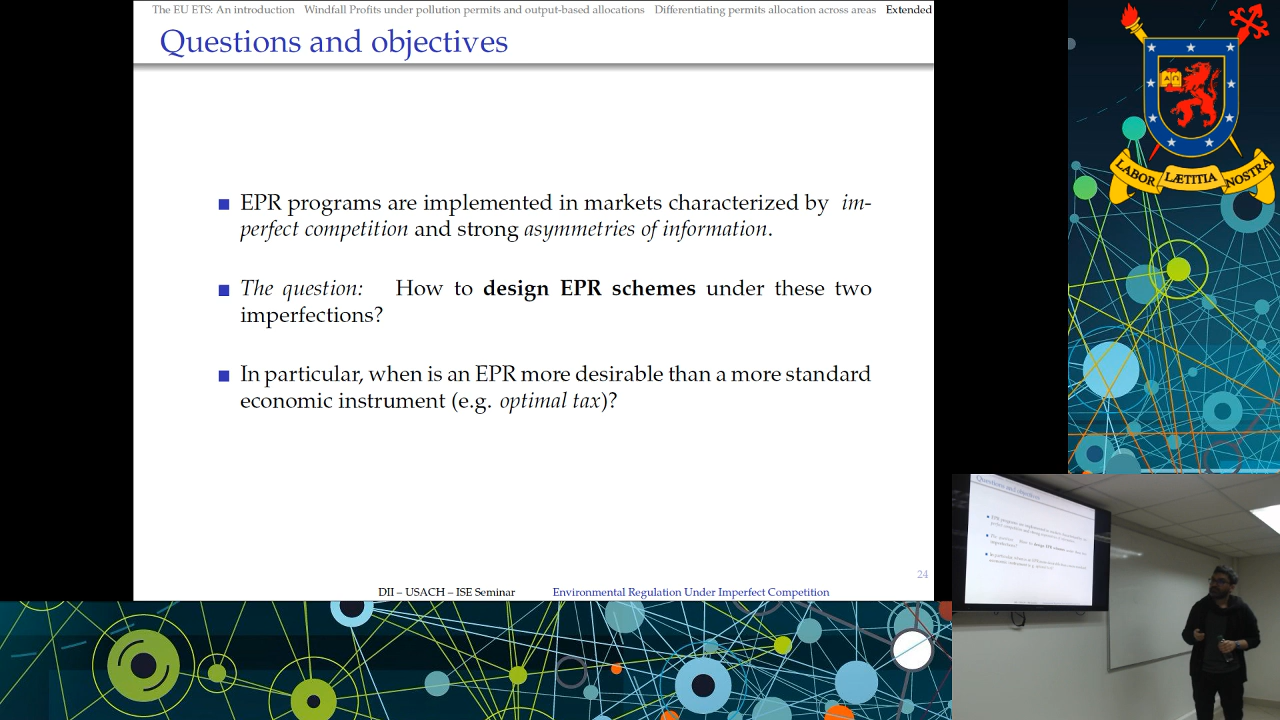 The EU ETS: An introduction Windfall Profits under pollution permits and output-based allocations Differentiating permits allocation across areas Extended
Questions and objectives
EPR programs are implemented in markets characterized by im-
perfect competition and strong asymmetries of information.
The question: How to design EPR schemes under these two
imperfections?
In particular, when is an EPR more desirable than a more standard
economic instrument (e.g. optimal tax)?
24
DII – USACH – ISE Seminar Environmental Regulation Under Imperfect Competition
LABOR LÆTITIA NOSTRA
Questions and objectives